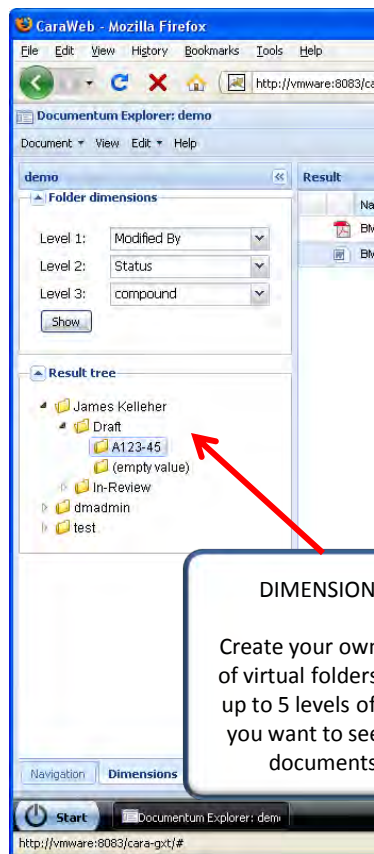 CaraWeb - Mozilla Firefox
File Edit View History Bookmarks Tools Help
http://vmware:8083/ca
Documentum Explorer: demo
Document View Edit Help
demo
Result
Folder dimensions
Na
Level 1: Modified By
BM
Level 2: Status
BM
Level 3: compound
Show
Result tree
James Kelleher
Draft
A123-45
(empty value)
In-Review
dmadmin
test
DIMENSION
Create your own
of virtual folders
up to 5 levels of
you want to see
documents
Navigation Dimensions
Start Documentum Explorer: dem
http://vmware:8083/cara-gxt/#